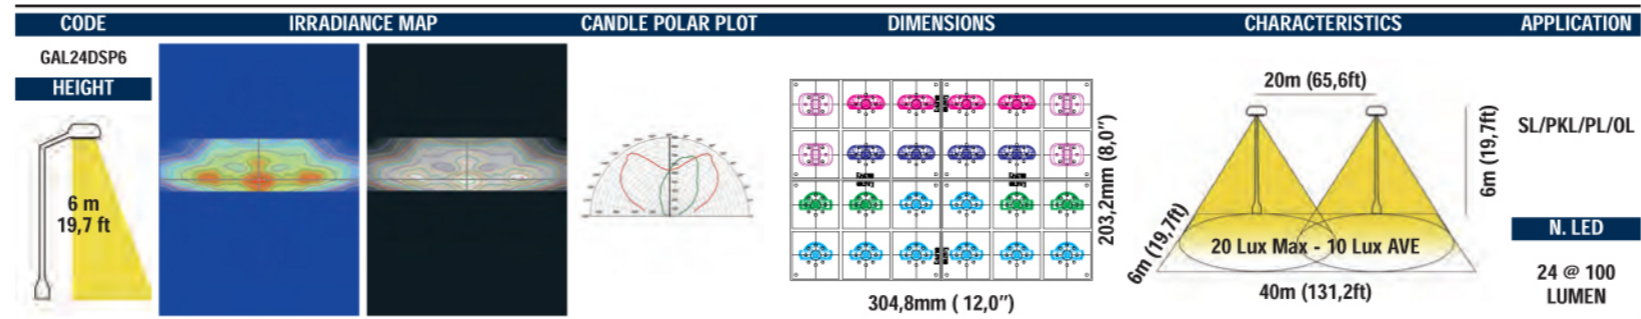 CODE
IRRADIANCE MAP
CANDLE POLAR PLOT
DIMENSIONS
CHARACTERISTICS
APPLICATION
GAL24DSP6
HEIGHT
6 m
19,7 ft
203,2mm (8,0")
304,8mm ( 12,0")
20m (65,6ft)
6m (19,7ft)
6m (19,7ft)
20 Lux Max - 10 Lux AVE
40m (131,2ft)
SL/PKL/PL/OL
N. LED
24 @ 100
LUMEN